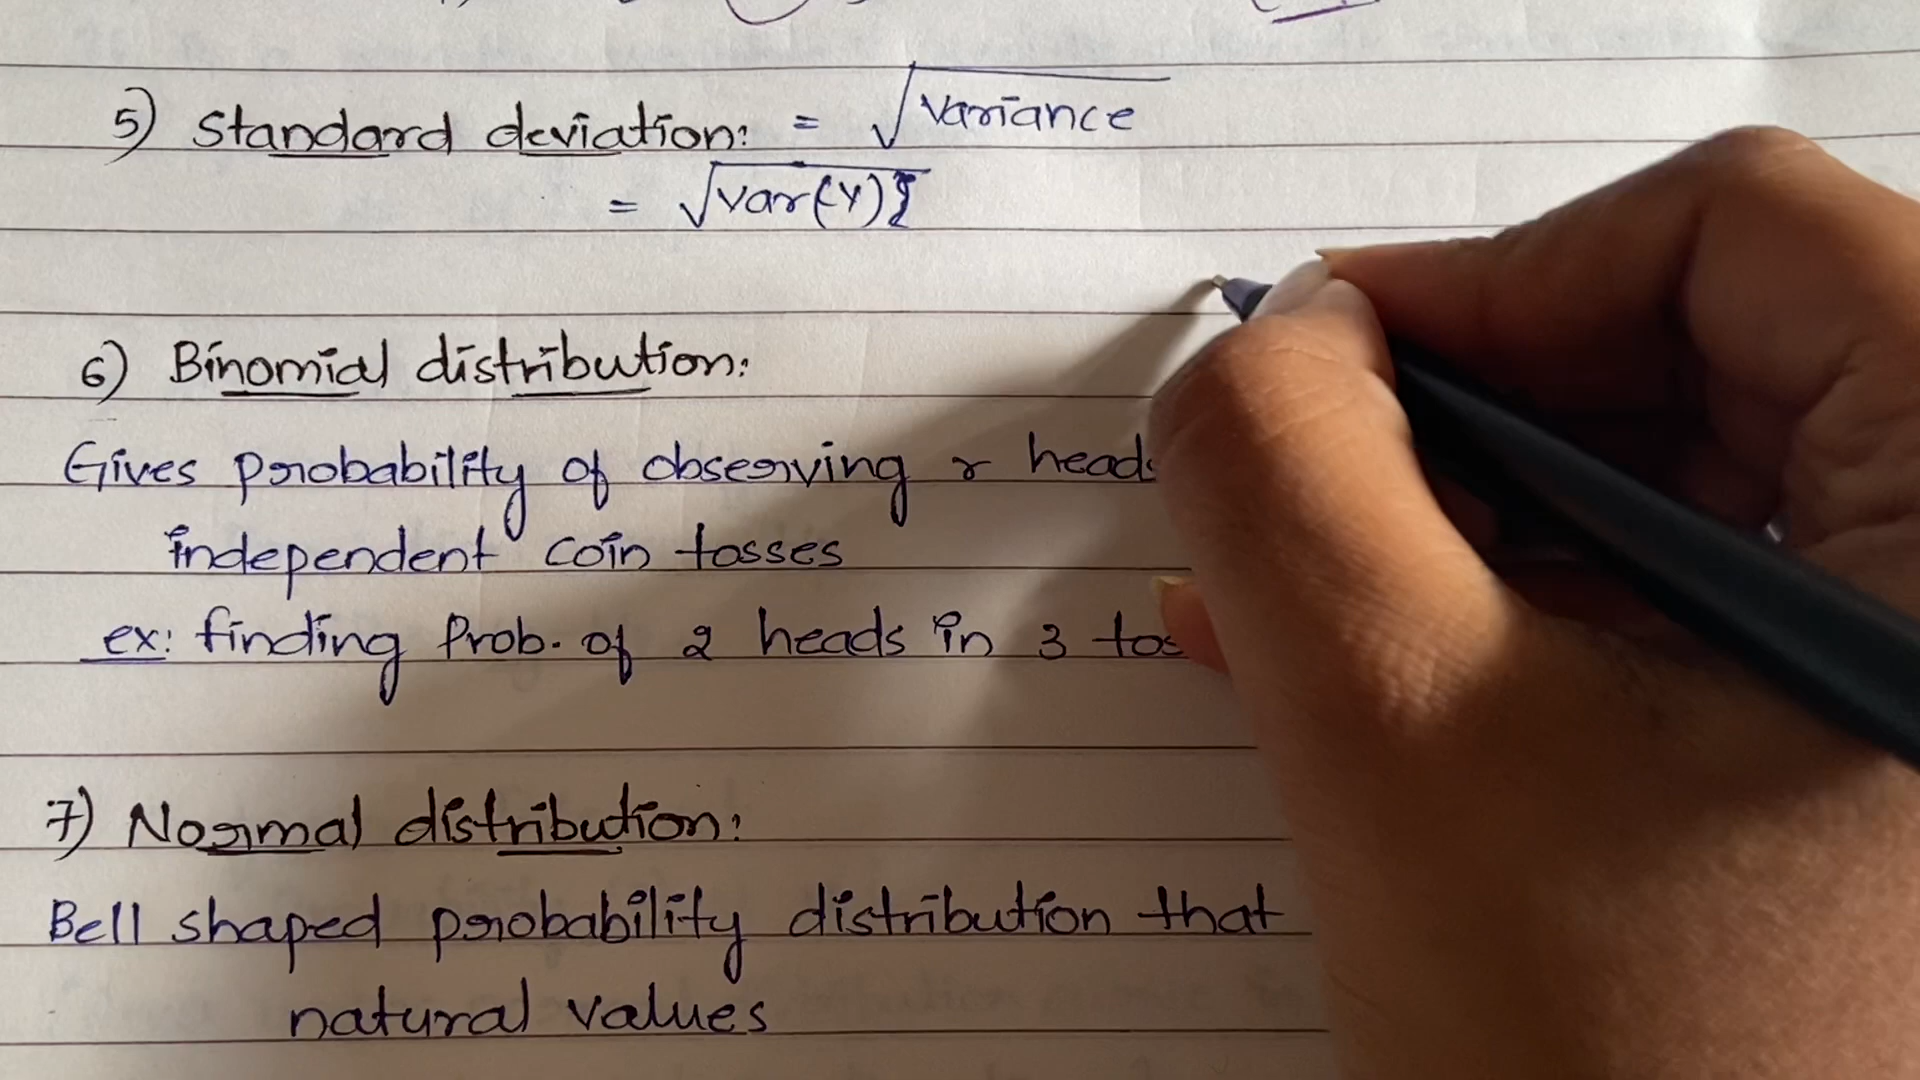 5) Standard deviation: = √Variance
= √var(Y)}
6) Binomial distribution:
Gives probability of observing r heads
independent coin tosses
ex: finding Prob. of 2 heads in 3
7) Normal distribution:
Bell shaped probability distribution that
natural values